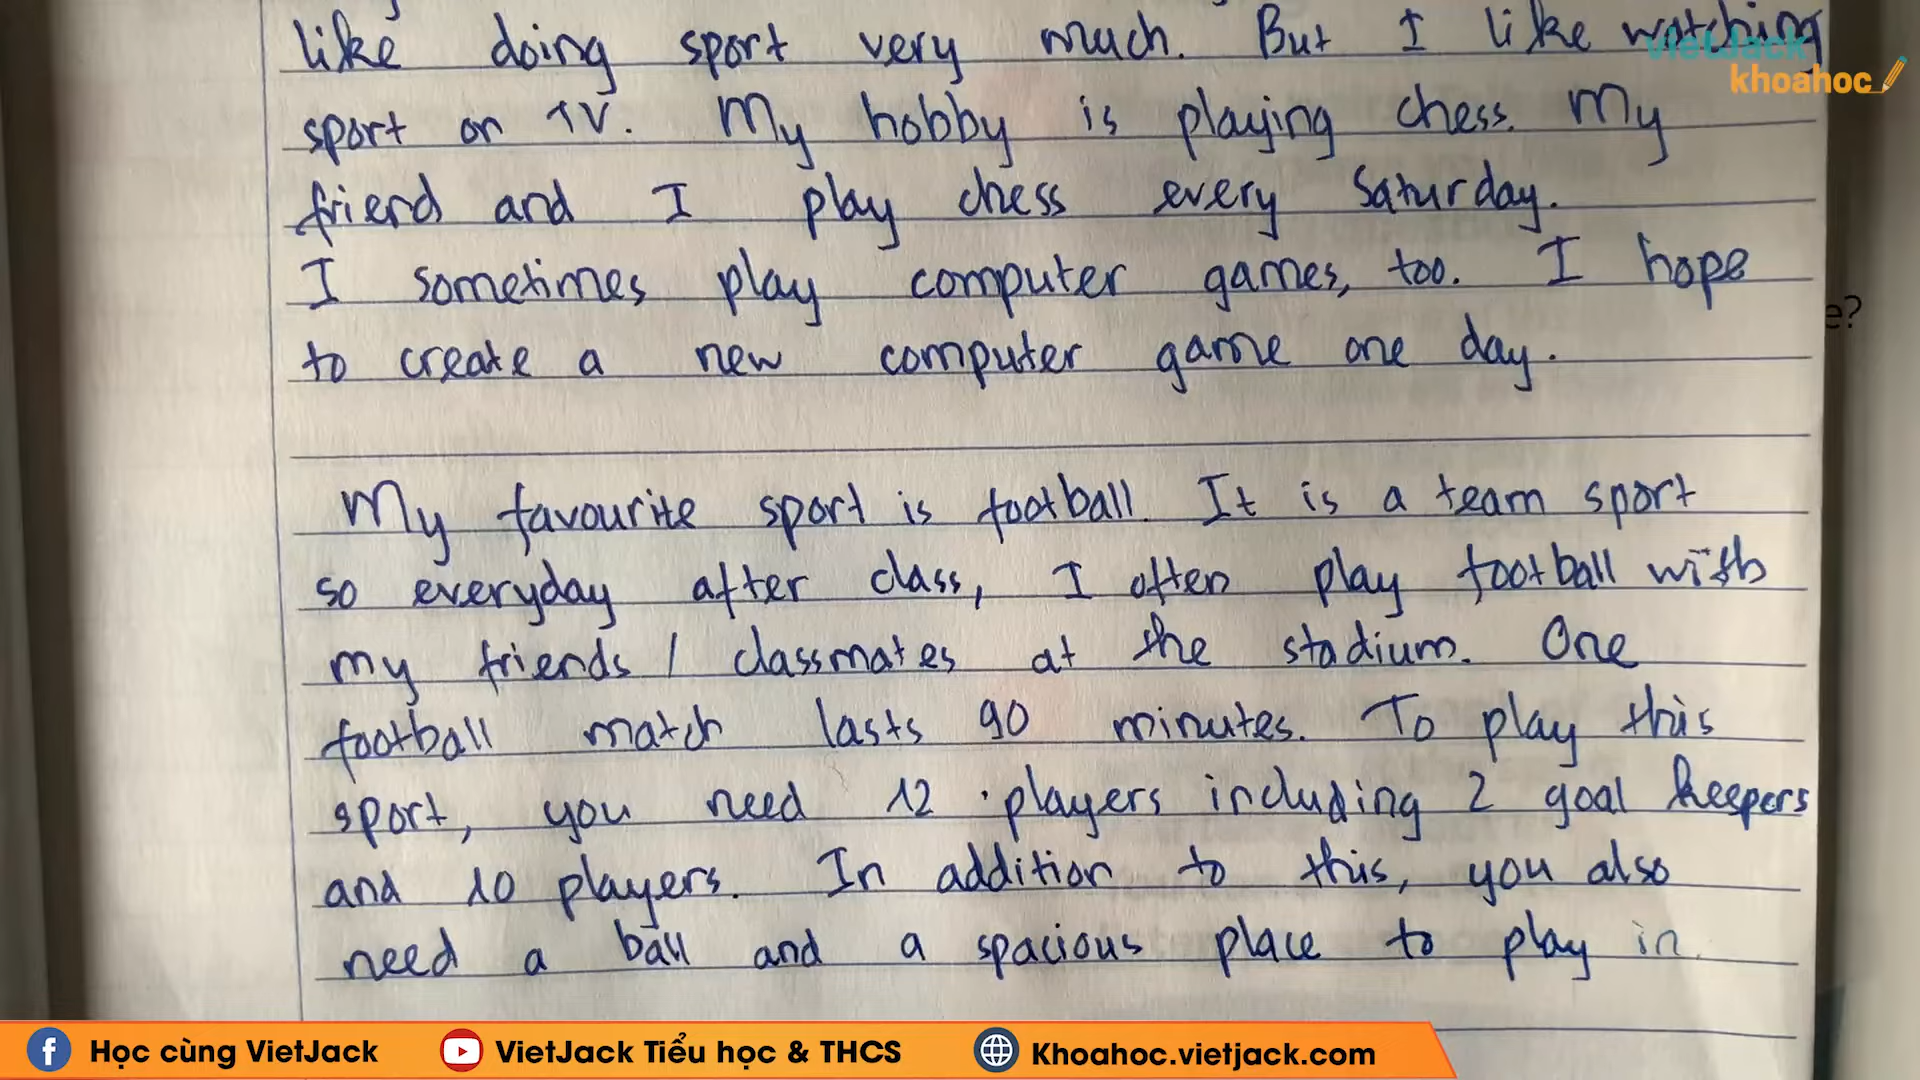 like doing sport very much. But I like watching
vietJack
khoahoc
sport on TV. My hobby is playing chess. My
friend and I play chess every Saturday.
I sometimes play computer games, too. I hope
e?
to create a new computer game one day.
My favourite sport is football. It is a team sport
so everyday after class, I often play football with
my friends / classmates at the stadium. One
football match lasts 90 minutes. To play this
sport, you need 12 players including 2 goal keepers
and 10 players. In addition to this, you also
need a ball and a spacious place to play in.
Học cùng VietJack
VietJack Tiểu học & THCS
Khoahoc.vietjack.com